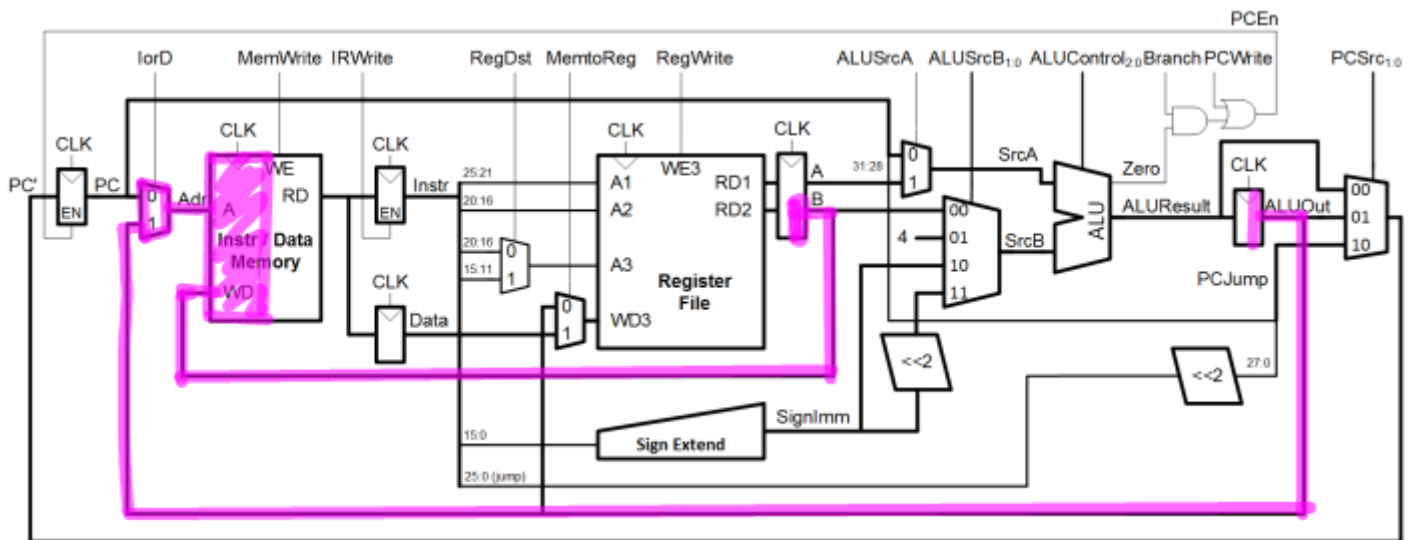 PCEn
IorD MemWrite IRWrite RegDst MemtoReg RegWrite ALUSrcA ALUSrcB1:0 ALUControl2:0 Branch PCWrite PCSrc1:0
CLK CLK CLK CLK CLK CLK
PC' PC EN 0 1 Adr A WE RD EN Instr 25:21 A1 WE3 RD1 A 31:28 0 1 SrcA Zero 00
20:16 A2 RD2 B 00 ALU ALUResult ALUOut 01
Instr / Data
Memory
20:16 0 A3 4 01 SrcB 10
15:11 1 10 PCJump
WD CLK Register
File 11
Data 0 1 WD3
<<2 <<2 27:0
SignImm
15:0 Sign Extend
25:0 (jump)